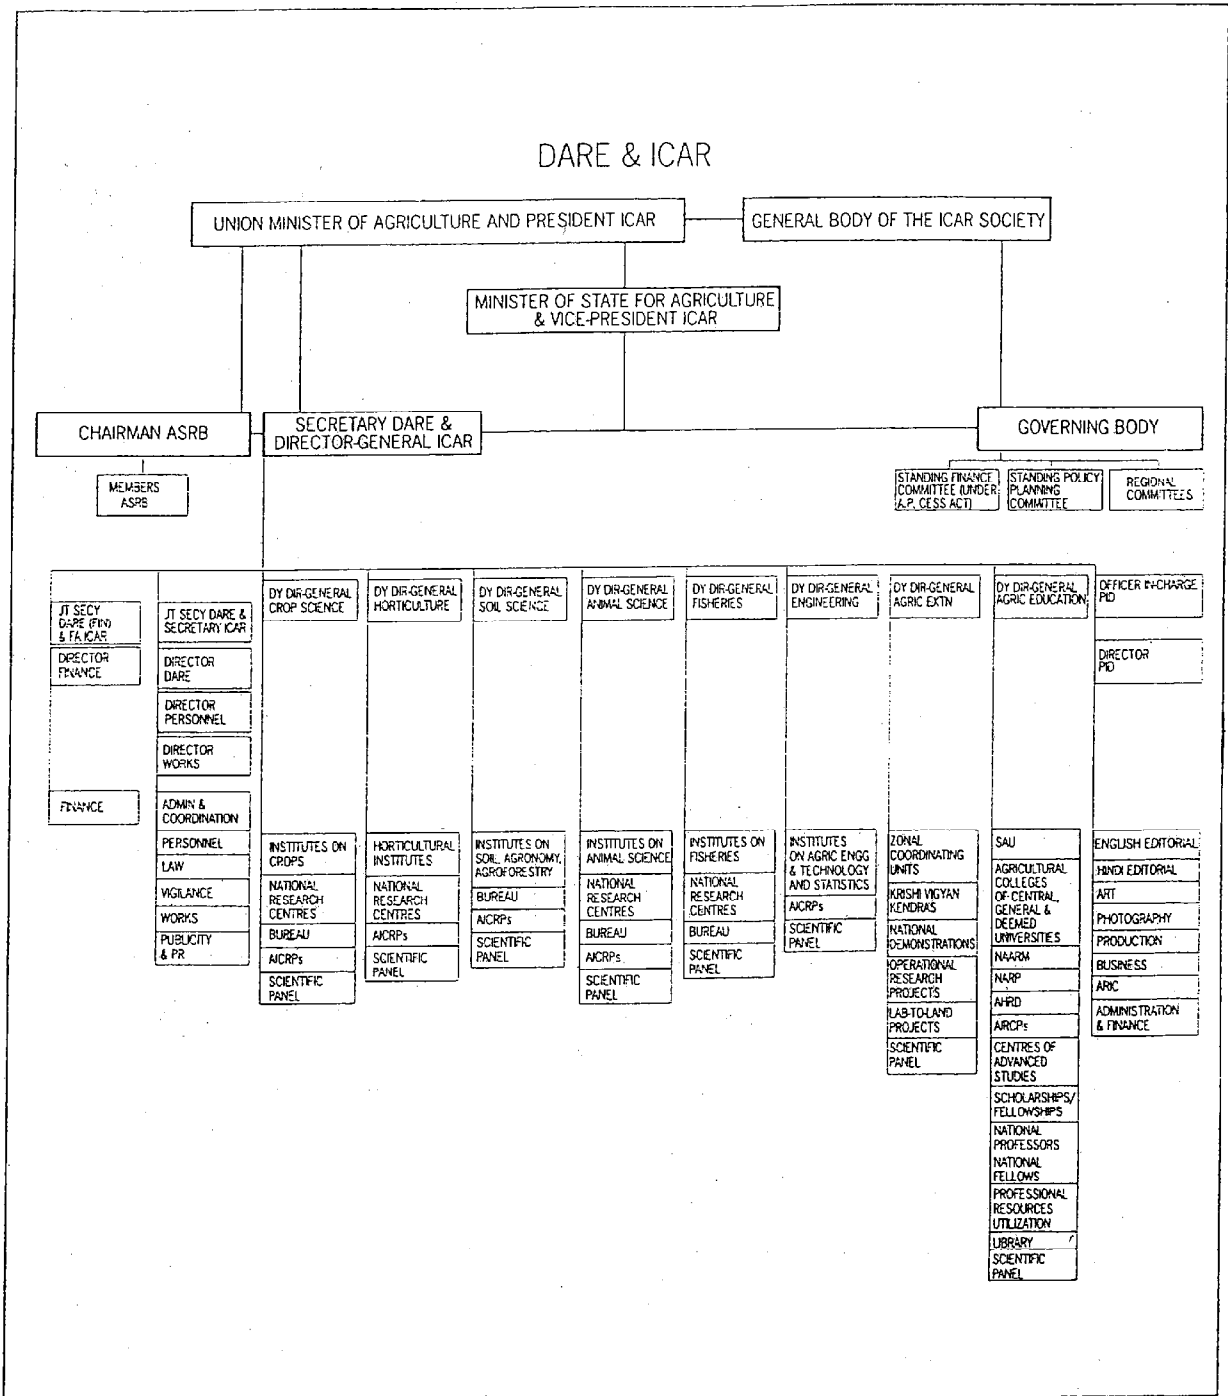 DARE & ICAR
UNION MINISTER OF AGRICULTURE AND PRESIDENT ICAR
GENERAL BODY OF THE ICAR SOCIETY
MINISTER OF STATE FOR AGRICULTURE
& VICE-PRESIDENT ICAR
CHAIRMAN ASRB
SECRETARY DARE &
DIRECTOR-GENERAL ICAR
GOVERNING BODY
MEMBERS
ASRB
STANDING FINANCE
COMMITTEE (UNDER
A.P. CESS ACT)
STANDING POLICY
PLANNING
COMMITTEE
REGIONAL
COMMITTEES
JT SECY
DARE (FIN)
& FA ICAR
DIRECTOR
FINANCE
FINANCE
JT SECY DARE &
SECRETARY ICAR
DIRECTOR
DARE
DIRECTOR
PERSONNEL
DIRECTOR
WORKS
ADMIN &
COORDINATION
PERSONNEL
LAW
VIGILANCE
WORKS
PUBLICITY
& PR
DY DIR-GENERAL
CROP SCIENCE
INSTITUTES ON
CROPS
NATIONAL
RESEARCH
CENTRES
BUREAU
AICRPs
SCIENTIFIC
PANEL
DY DIR-GENERAL
HORTICULTURE
HORTICULTURAL
INSTITUTES
NATIONAL
RESEARCH
CENTRES
AICRPs
SCIENTIFIC
PANEL
DY DIR-GENERAL
SOIL SCIENCE
INSTITUTES ON
SOIL, AGRONOMY,
AGROFORESTRY
BUREAU
AICRPs
SCIENTIFIC
PANEL
DY DIR-GENERAL
ANIMAL SCIENCE
INSTITUTES ON
ANIMAL SCIENCE
NATIONAL
RESEARCH
CENTRES
BUREAU
AICRPs
SCIENTIFIC
PANEL
DY DIR-GENERAL
FISHERIES
INSTITUTES ON
FISHERIES
NATIONAL
RESEARCH
CENTRES
BUREAU
SCIENTIFIC
PANEL
DY DIR-GENERAL
ENGINEERING
INSTITUTES
ON AGRIC ENGG
& TECHNOLOGY
AND STATISTICS
AICRPs
SCIENTIFIC
PANEL
DY DIR-GENERAL
AGRIC EXTN
ZONAL
COORDINATING
UNITS
KRISHI VIGYAN
KENDRAS
NATIONAL
DEMONSTRATIONS
OPERATIONAL
RESEARCH
PROJECTS
LAB-TO-LAND
PROJECTS
SCIENTIFIC
PANEL
DY DIR-GENERAL
AGRIC EDUCATION
SAU
AGRICULTURAL
COLLEGES
OF CENTRAL,
GENERAL &
DEEMED
UNIVERSITIES
NAARM
NARP
AHRD
AIRCPs
CENTRES OF
ADVANCED
STUDIES
SCHOLARSHIPS/
FELLOWSHIPS
NATIONAL
PROFESSORS
NATIONAL
FELLOWS
PROFESSIONAL
RESOURCES
UTILIZATION
LIBRARY
SCIENTIFIC
PANEL
OFFICER IN-CHARGE
PID
DIRECTOR
PID
ENGLISH EDITORIAL
HINDI EDITORIAL
ART
PHOTOGRAPHY
PRODUCTION
BUSINESS
ARIC
ADMINISTRATION
& FINANCE